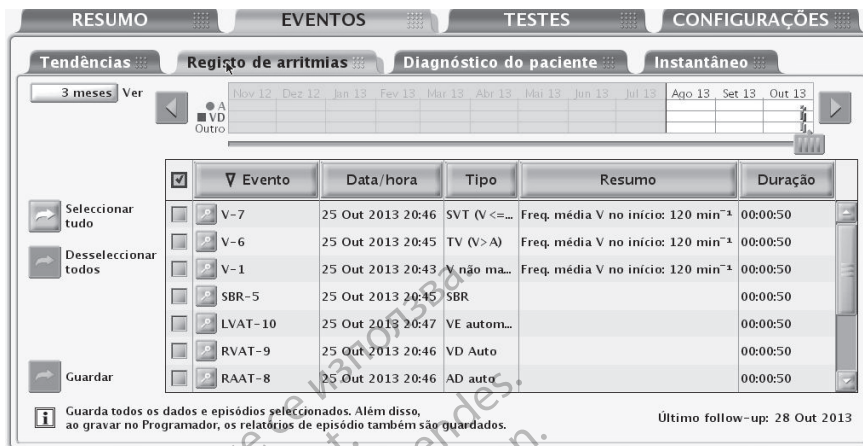 RESUMO EVENTOS TESTES CONFIGURAÇÕES
Tendências Registo de arritmias Diagnóstico do paciente Instantâneo
3 meses Ver
Nov 12 Dez 12 Jan 13 Fev 13 Mar 13 Abr 13 Mai 13 Jun 13 Jul 13 Ago 13 Set 13 Out 13
A
VD
Outro
Evento Data/hora Tipo Resumo Duração
Seleccionar tudo
Desseleccionar todos
V-7 25 Out 2013 20:46 SVT (V<=... Freq. média V no início: 120 min⁻¹ 00:00:50
V-6 25 Out 2013 20:45 TV (V>A) Freq. média V no início: 120 min⁻¹ 00:00:50
V-1 25 Out 2013 20:43 V não ma... Freq. média V no início: 120 min⁻¹ 00:00:50
SBR-5 25 Out 2013 20:45 SBR 00:00:50
LVAT-10 25 Out 2013 20:47 VE autom... 00:00:50
RVAT-9 25 Out 2013 20:46 VD Auto 00:00:50
RAAT-8 25 Out 2013 20:46 AD auto 00:00:50
Guardar
Guarda todos os dados e episódios seleccionados. Além disso,
ao gravar no Programador, os relatórios de episódio também são guardados.
Último follow-up: 28 Out 2013
се използва.